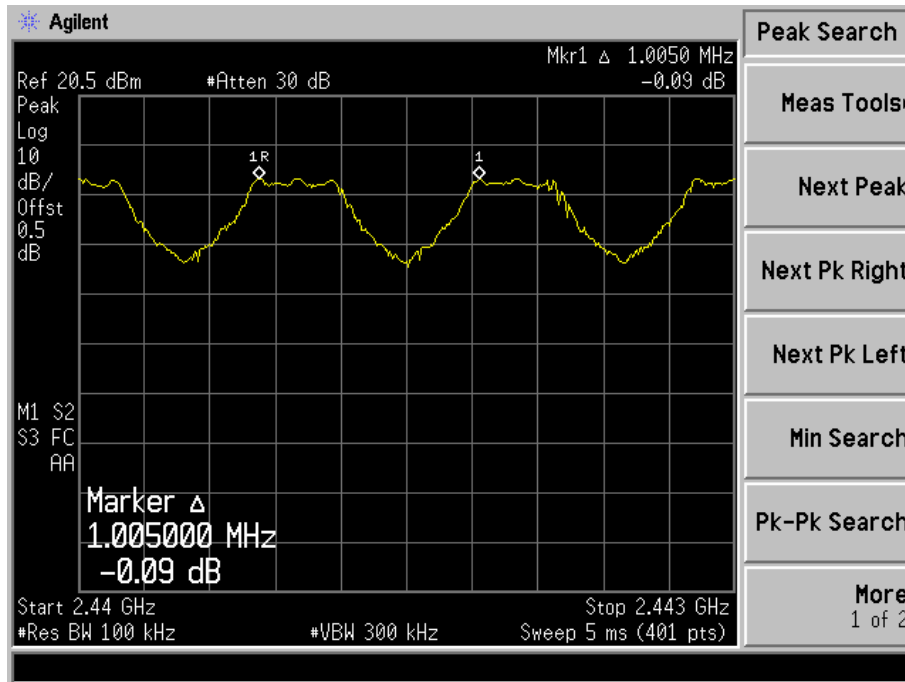 Agilent
Peak Search
Mkr1 Δ 1.0050 MHz
Ref 20.5 dBm #Atten 30 dB -0.09 dB
Peak
Log
10
dB/
Offst
0.5
dB
1R
1
Meas Tools
Next Peak
Next Pk Right
Next Pk Left
M1 S2
S3 FC
AA
Min Search
Marker Δ
1.005000 MHz
-0.09 dB
Pk-Pk Search
Start 2.44 GHz Stop 2.443 GHz
#Res BW 100 kHz #VBW 300 kHz Sweep 5 ms (401 pts)
More
1 of 2